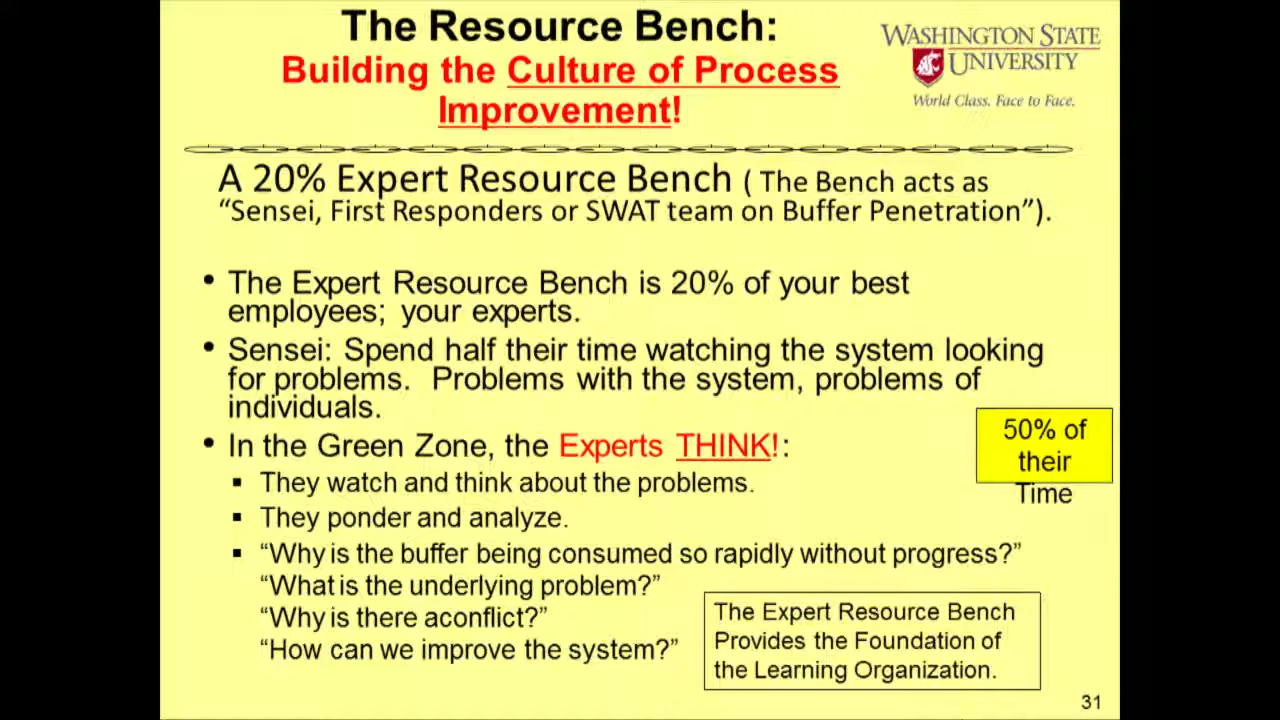 The Resource Bench:
Building the Culture of Process
Improvement!
WASHINGTON STATE
UNIVERSITY
World Class. Face to Face.
A 20% Expert Resource Bench ( The Bench acts as
“Sensei, First Responders or SWAT team on Buffer Penetration”).
• The Expert Resource Bench is 20% of your best
employees; your experts.
• Sensei: Spend half their time watching the system looking
for problems. Problems with the system, problems of
individuals.
• In the Green Zone, the Experts THINK!:
50% of
their
Time
▪ They watch and think about the problems.
▪ They ponder and analyze.
▪ “Why is the buffer being consumed so rapidly without progress?”
“What is the underlying problem?”
“Why is there aconflict?”
“How can we improve the system?”
The Expert Resource Bench
Provides the Foundation of
the Learning Organization.
31